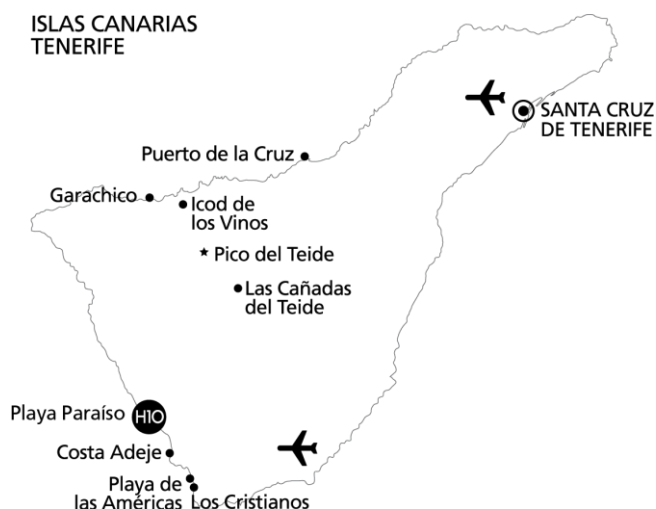 ISLAS CANARIAS
TENERIFE
SANTA CRUZ
DE TENERIFE
Puerto de la Cruz
Garachico
Icod de
los Vinos
Pico del Teide
Las Cañadas
del Teide
Playa Paraíso
H10
Costa Adeje
Playa de
las Américas
Los Cristianos